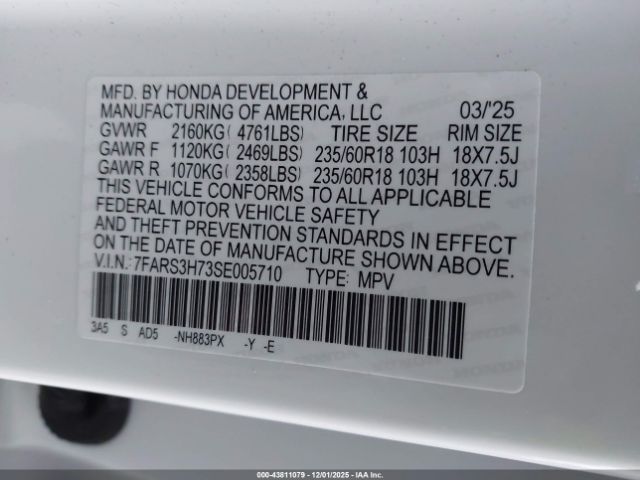 MFD. BY HONDA DEVELOPMENT &
MANUFACTURING OF AMERICA, LLC 03/'25
GVWR 2160KG( 4761LBS) TIRE SIZE RIM SIZE
GAWR F 1120KG( 2469LBS) 235/60R18 103H 18X7.5J
GAWR R 1070KG( 2358LBS) 235/60R18 103H 18X7.5J
THIS VEHICLE CONFORMS TO ALL APPLICABLE
FEDERAL MOTOR VEHICLE SAFETY
AND THEFT PREVENTION STANDARDS IN EFFECT
ON THE DATE OF MANUFACTURE SHOWN ABOVE.
V.I.N.: 7FARS3H73SE005710 TYPE: MPV
3A5 S AD5 -NH883PX -Y -E
000-43811079 - 12/01/2025 - IAA Inc.